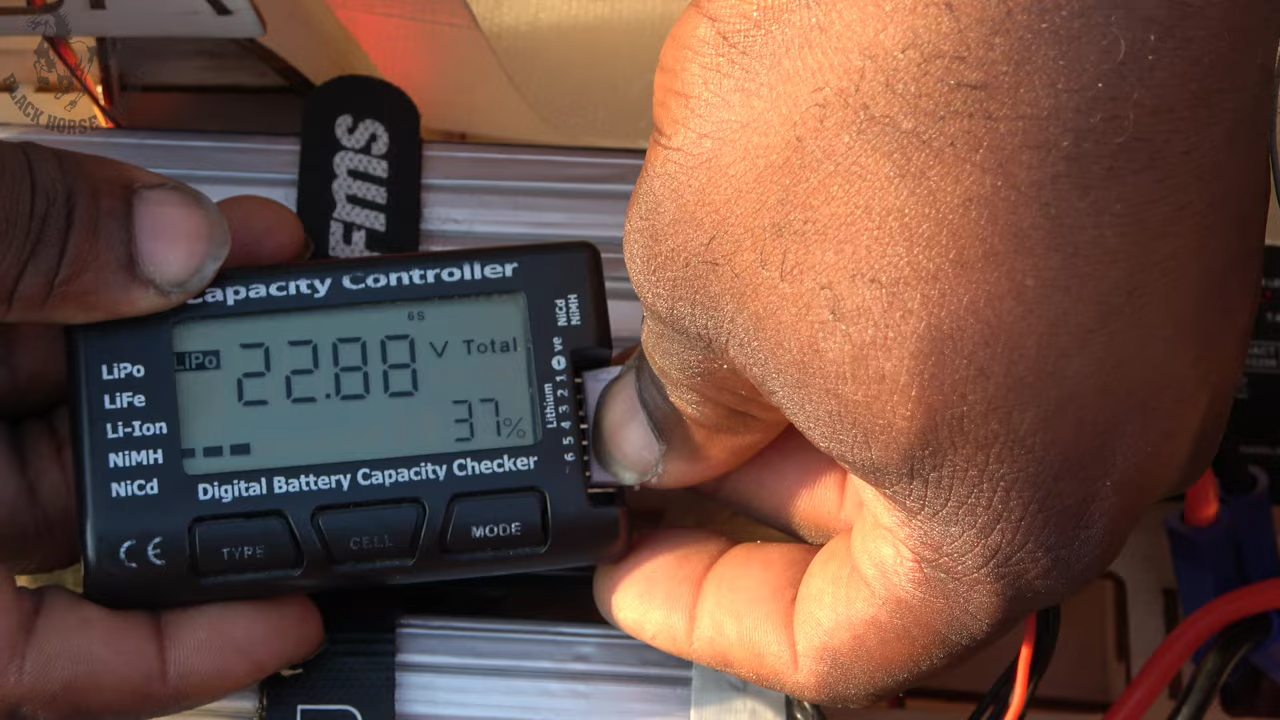 BLACK HORSE
FMS
Capacity Controller
6S
LiPo 22.88 V Total
37%
LiPo
LiFe
Li-Ion
NiMH
NiCd
NiCd
NiMH
Lithium
6 5 4 3 2 1 ve
Digital Battery Capacity Checker
CE
TYPE
CELL
MODE